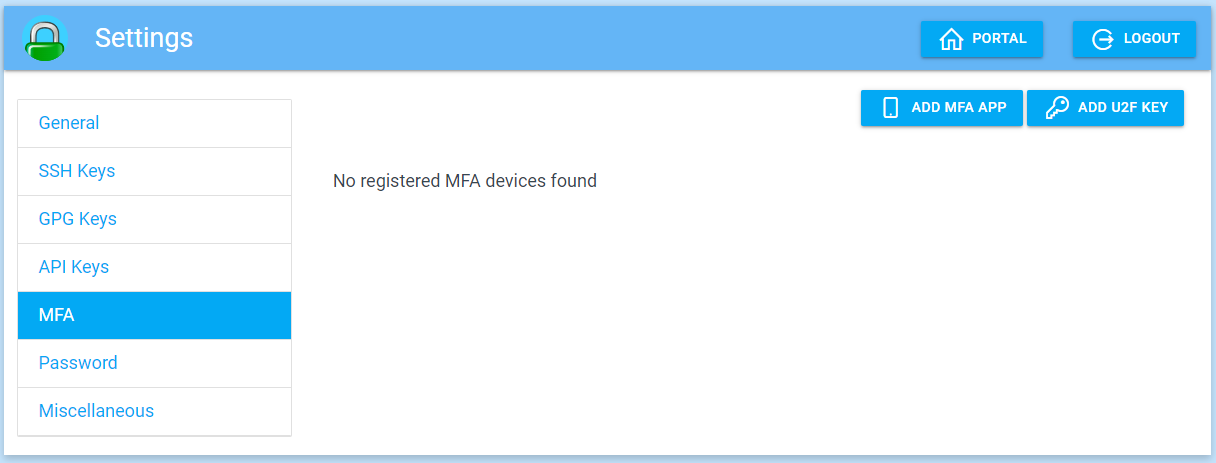 Settings
PORTAL
LOGOUT
General
SSH Keys
GPG Keys
API Keys
MFA
Password
Miscellaneous
ADD MFA APP
ADD U2F KEY
No registered MFA devices found